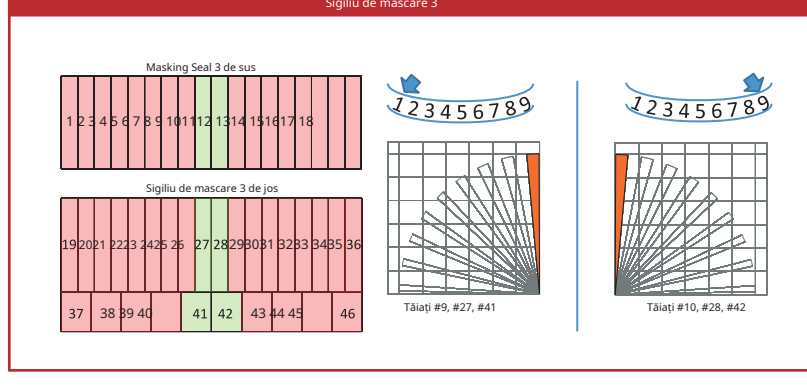 Sigiliu de mascare 3
Masking Seal 3 de sus
1 2 3 4 5 6 7 8 9 10 11 12 13 14 15 16 17 18
Sigiliu de mascare 3 de jos
19 20 21 22 23 24 25 26 27 28 29 30 31 32 33 34 35 36
37 38 39 40 41 42 43 44 45 46
1 2 3 4 5 6 7 8 9
Tăiați #9, #27, #41
1 2 3 4 5 6 7 8 9
Tăiați #10, #28, #42